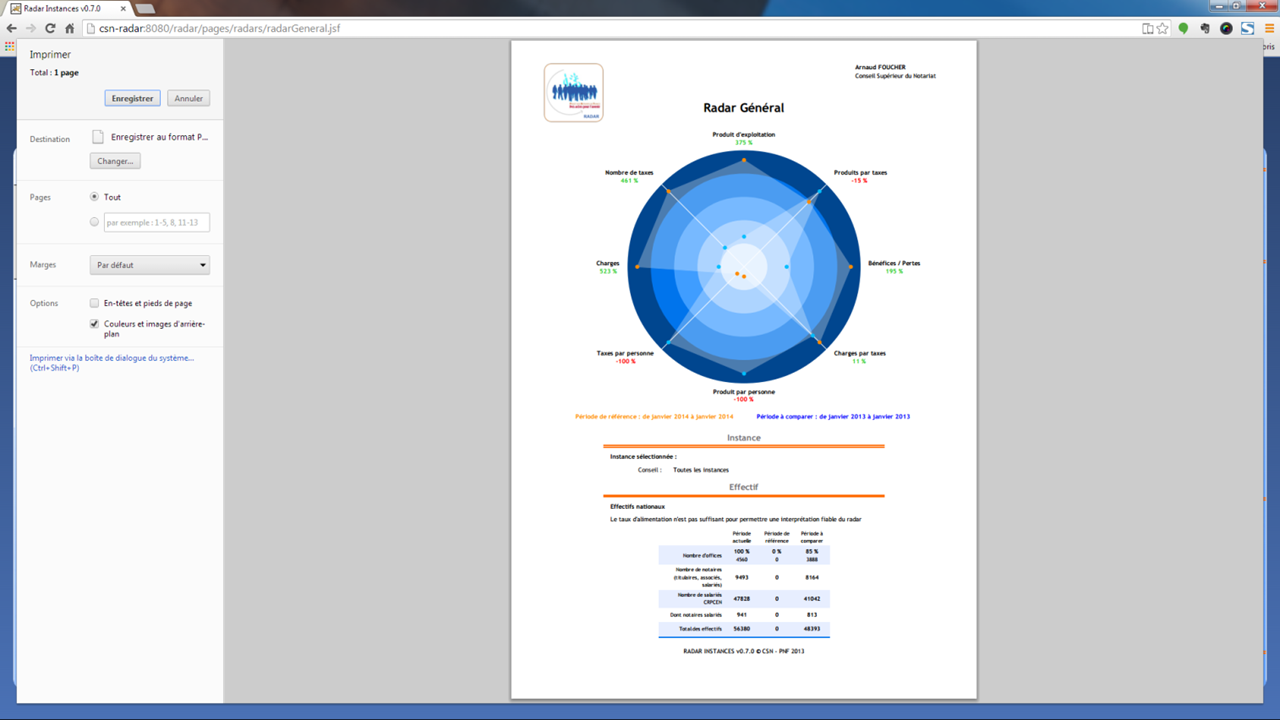 Radar Instances v0.7.0
csn-radar:8080/radar/pages/radars/radarGeneral.jsf
Imprimer
Total : 1 page
Enregistrer
Annuler
Destination
Enregistrer au format P...
Changer...
Pages
Tout
par exemple : 1-5, 8, 11-13
Marges
Par défaut
Options
En-têtes et pieds de page
Couleurs et images d'arrière-
plan
Imprimer via la boîte de dialogue du système...
(Ctrl+Shift+P)
RADAR
Arnaud FOUCHER
Conseil Supérieur du Notariat
Radar Général
Produit d'exploitation
375 %
Nombre de taxes
461 %
Produits par taxes
-15 %
Charges
523 %
Bénéfices / Pertes
195 %
Taxes par personne
-100 %
Charges par taxes
11 %
Produit par personne
-100 %
Période de référence : de janvier 2014 à janvier 2014
Période à comparer : de janvier 2013 à janvier 2013
Instance
Instance sélectionnée :
Conseil : Toutes les instances
Effectif
Effectifs nationaux
Le taux d'alimentation n'est pas suffisant pour permettre une interprétation fiable du radar
Période Période de Période à
actuelle référence comparer
Nombre d'offices 100 % 0 % 85 %
4560 0 3888
Nombre de notaires
(titulaires, associés, 9493 0 8164
salariés)
Nombre de salariés 47828 0 41042
CRPCEN
Dont notaires salariés 941 0 813
Total des effectifs 56380 0 48393
RADAR INSTANCES v0.7.0 © CSN - PNF 2013